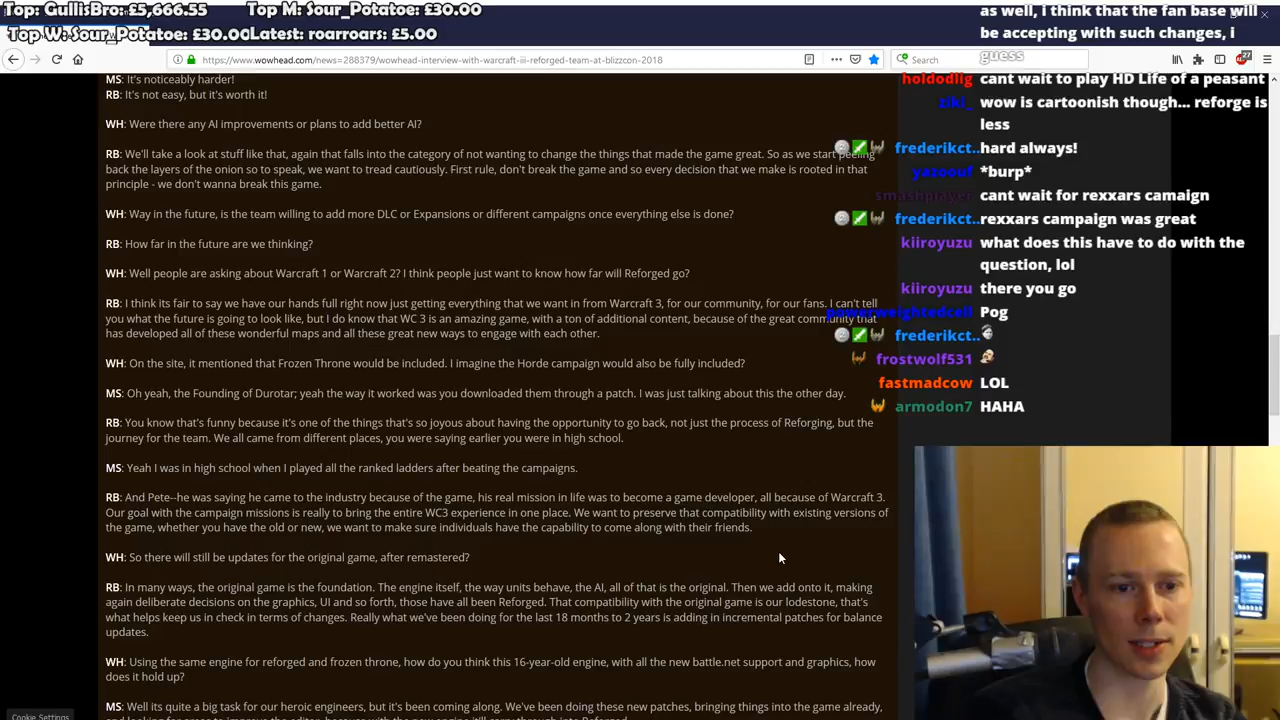 Top: GullisBro: £5,666.55
Top M: Sour_Potatoe: £30.00
Top W: Sour_Potatoe: £30.00
Latest: roarroars: £5.00
https://www.wowhead.com/news=288379/wowhead-interview-with-warcraft-iii-reforged-team-at-blizzcon-2018
Search
MS: It's noticeably harder!
RB: It's not easy, but it's worth it!
WH: Were there any AI improvements or plans to add better AI?
RB: We'll take a look at stuff like that, again that falls into the category of not wanting to change the things that made the game great. So as we start peeling
back the layers of the onion so to speak, we want to tread cautiously. First rule, don't break the game and so every decision that we make is rooted in that
principle - we don't wanna break this game.
WH: Way in the future, is the team willing to add more DLC or Expansions or different campaigns once everything else is done?
RB: How far in the future are we thinking?
WH: Well people are asking about Warcraft 1 or Warcraft 2? I think people just want to know how far will Reforged go?
RB: I think its fair to say we have our hands full right now just getting everything that we want in from Warcraft 3, for our community, for our fans. I can't tell
you what the future is going to look like, but I do know that WC 3 is an amazing game, with a ton of additional content, because of the great community that
has developed all of these wonderful maps and all these great new ways to engage with each other.
WH: On the site, it mentioned that Frozen Throne would be included. I imagine the Horde campaign would also be fully included?
MS: Oh yeah, the Founding of Durotar; yeah the way it worked was you downloaded them through a patch. I was just talking about this the other day.
RB: You know that's funny because it's one of the things that's so joyous about having the opportunity to go back, not just the process of Reforging, but the
journey for the team. We all came from different places, you were saying earlier you were in high school.
MS: Yeah I was in high school when I played all the ranked ladders after beating the campaigns.
RB: And Pete--he was saying he came to the industry because of the game, his real mission in life was to become a game developer, all because of Warcraft 3.
Our goal with the campaign missions is really to bring the entire WC3 experience in one place. We want to preserve that compatibility with existing versions of
the game, whether you have the old or new, we want to make sure individuals have the capability to come along with their friends.
WH: So there will still be updates for the original game, after remastered?
RB: In many ways, the original game is the foundation. The engine itself, the way units behave, the AI, all of that is the original. Then we add onto it, making
again deliberate decisions on the graphics, UI and so forth, those have all been Reforged. That compatibility with the original game is our lodestone, that's
what helps keep us in check in terms of changes. Really what we've been doing for the last 18 months to 2 years is adding in incremental patches for balance
updates.
WH: Using the same engine for reforged and frozen throne, how do you think this 16-year-old engine, with all the new battle.net support and graphics, how
does it hold up?
MS: Well its quite a big task for our heroic engineers, but it's been coming along. We've been doing these new patches, bringing things into the game already,
Cookie Settings
as well, i think that the fan base will
be accepting with such changes, i
guess
holdodlig cant wait to play HD Life of a peasant
ziki_ wow is cartoonish though... reforge is
less
frederikct.. hard always!
yazoouf *burp*
smashplayer cant wait for rexxars camaign
frederikct.. rexxars campaign was great
kiiroyuzu what does this have to do with the
question, lol
kiiroyuzu there you go
powerweightedcell Pog
frederikct..
frostwolf531
fastmadcow LOL
armodon7 HAHA